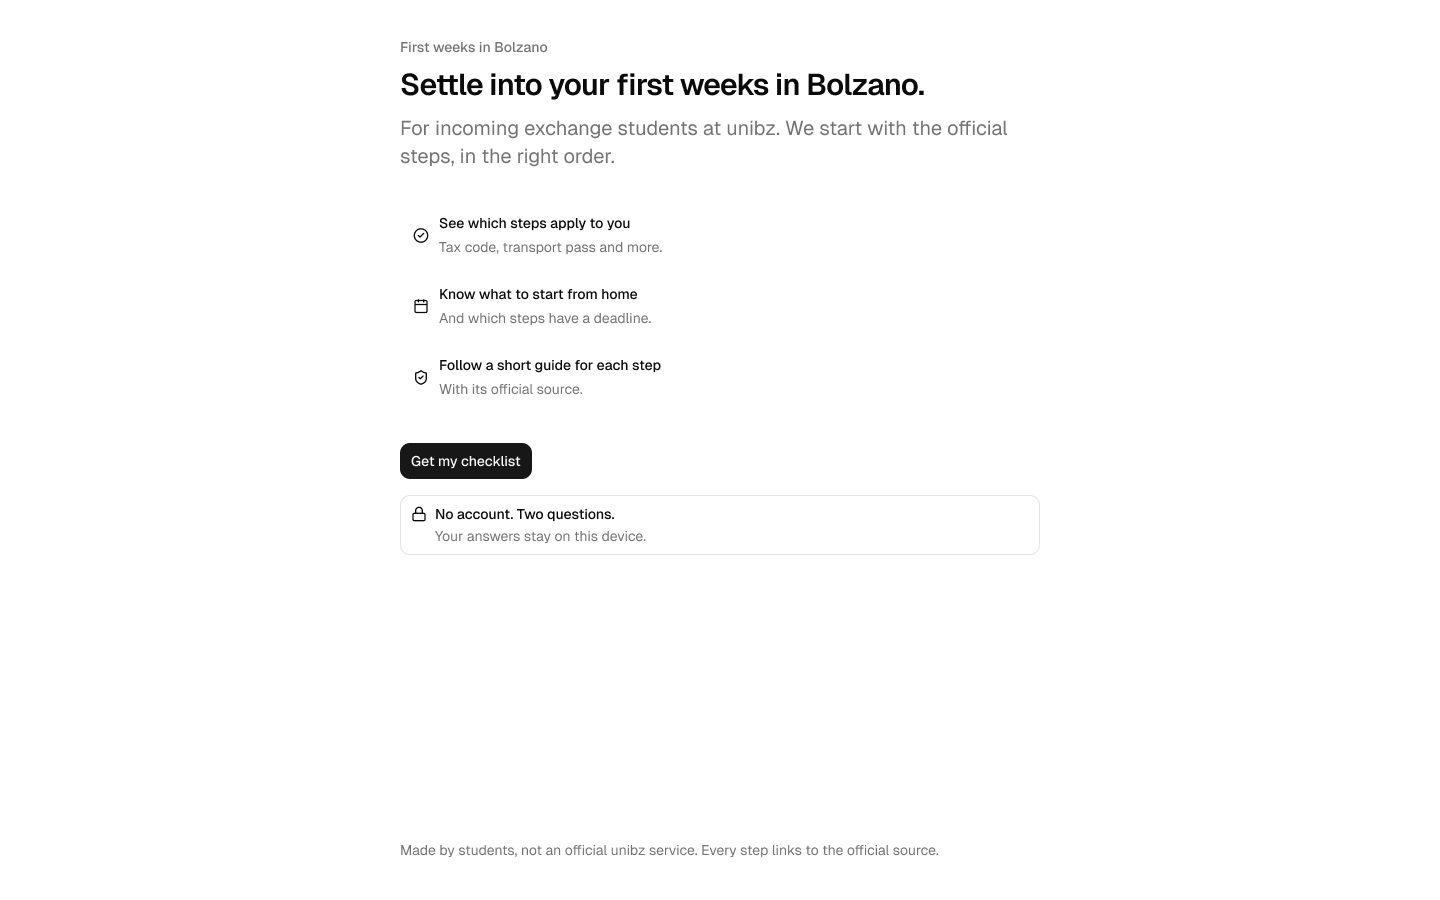 First weeks in Bolzano
Settle into your first weeks in Bolzano.
For incoming exchange students at unibz. We start with the official
steps, in the right order.
See which steps apply to you
Tax code, transport pass and more.
Know what to start from home
And which steps have a deadline.
Follow a short guide for each step
With its official source.
Get my checklist
No account. Two questions.
Your answers stay on this device.
Made by students, not an official unibz service. Every step links to the official source.